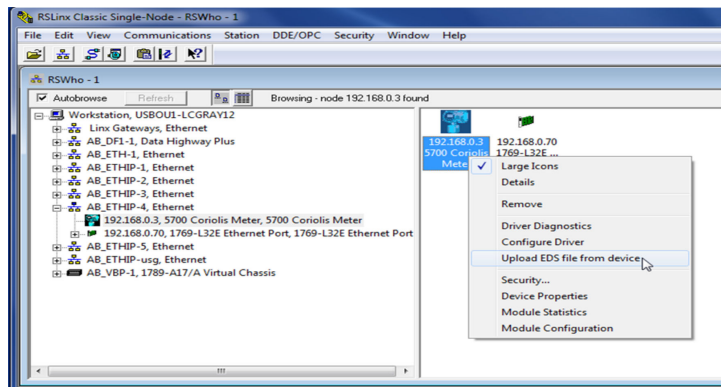 RSLinx Classic Single-Node - RSWho - 1
File Edit View Communications Station DDE/OPC Security Window Help
RSWho - 1
Autobrowse Refresh Browsing - node 192.168.0.3 found
Workstation, USBOU1-LCGRAY12
Linx Gateways, Ethernet
AB_DF1-1, Data Highway Plus
AB_ETH-1, Ethernet
AB_ETHIP-1, Ethernet
AB_ETHIP-2, Ethernet
AB_ETHIP-3, Ethernet
AB_ETHIP-4, Ethernet
192.168.0.3, 5700 Coriolis Meter, 5700 Coriolis Meter
192.168.0.70, 1769-L32E Ethernet Port, 1769-L32E Ethernet Port
AB_ETHIP-5, Ethernet
AB_ETHIP-usg, Ethernet
AB_VBP-1, 1789-A17/A Virtual Chassis
192.168.0.3
5700 Coriolis
Mete
192.168.0.70
1769-L32E ...
Large Icons
Details
Remove
Driver Diagnostics
Configure Driver
Upload EDS file from device
Security...
Device Properties
Module Statistics
Module Configuration